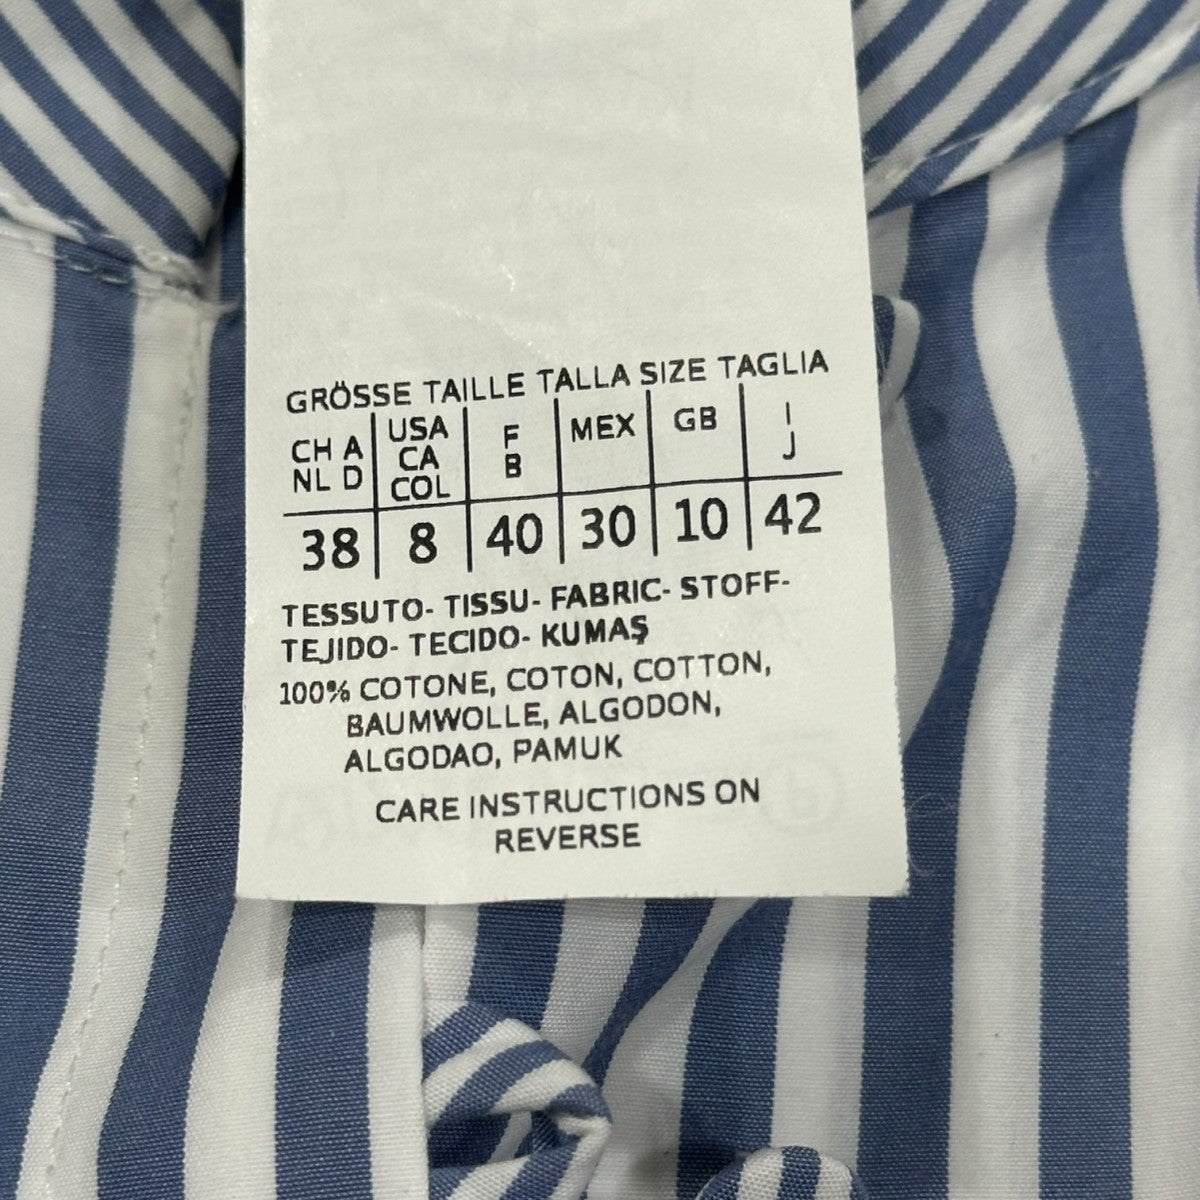 GRÖSSE TAILLE TALLA SIZE TAGLIA
CH A NL D
USA CA COL
F B
MEX
GB
I J
38 8 40 30 10 42
TESSUTO- TISSU- FABRIC- STOFF-
TEJIDO- TECIDO- KUMAŞ
100% COTONE, COTON, COTTON,
BAUMWOLLE, ALGODON,
ALGODAO, PAMUK
CARE INSTRUCTIONS ON
REVERSE